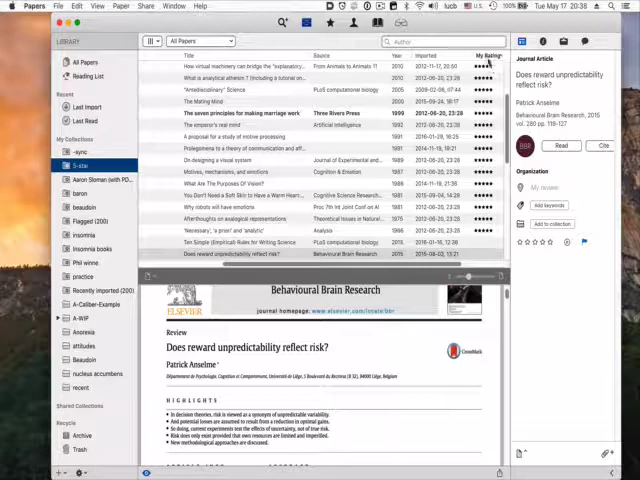 Papers File Edit View Paper Share Window Help lucb U.S. 100% Tue May 17 20:38
LIBRARY
All Papers
Reading List
Recent
Last Import
Last Read
My Collections
-sync
5-star
Aaron Sloman (with PD...
baron
beaudoin
Flagged (200)
insomnia
Insomnia books
Phil winne
practice
Recently imported (200)
A-Caliber-Example
A-WIP
Anorexia
attitudes
Beaudoin
nucleus accumbens
recent
Shared Collections
Recycle
Archive
Trash
All Papers
Author
Title Source Year Imported My Rating
How virtual machinery can bridge the "explanatory... From Animals to Animats 11 2010 2012-11-17, 20:50 ★★★★★
What is analytical atheism ? (Including a tutorial on... 2010 2012-06-20, 23:28 ★★★★★
"Antedisciplinary" Science PLoS computational biology 2005 2009-02-06, 07:44 ★★★★★
The Mating Mind 2000 2015-09-24, 16:17 ★★★★★
The seven principles for making marriage work Three Rivers Press 1999 2012-06-20, 23:28 ★★★★★
The emperor's real mind Artificial Intelligence 1992 2012-06-20, 23:28 ★★★★★
A proposal for a study of motive processing 1991 2016-01-29, 16:25 ★★★★★
Prolegomena to a theory of communication and aff... 1991 2014-11-19, 18:21 ★★★★★
On designing a visual system Journal of Experimental and... 1989 2012-06-20, 23:28 ★★★★★
Motives, mechanisms, and emotions Cognition & Emotion 1987 2012-06-20, 23:28 ★★★★★
What Are The Purposes Of Vision? 1986 2014-11-19, 21:36 ★★★★★
You Don't Need a Soft Skin to Have a Warm Heart:... Cognitive Science Research... 1981 2012-06-20, 23:28 ★★★★★
Why robots will have emotions Proc 7th Int Joint Conf on AI 1981 2012-06-20, 23:28 ★★★★★
Afterthoughts on analogical representations Theoretical Issues in Natural... 1975 2012-06-20, 23:28 ★★★★★
'Necessary', 'a priori' and 'analytic' Analysis 1966 2012-06-20, 23:28 ★★★★★
Ten Simple (Empirical) Rules for Writing Science PLoS computational biology 2015 2016-01-16, 12:36
Does reward unpredictability reflect risk? Behavioural Brain Research 2015 2015-08-03, 13:21
ELSEVIER
Behavioural Brain Research
journal homepage: www.elsevier.com/locate/bbr
Review
Does reward unpredictability reflect risk?
CrossMark
Patrick Anselme*
Département de Psychologie, Cognition et Comportement, Université de Liège, 5 Boulevard du Rectorat (B 32), B4000 Liège, Belgium
HIGHLIGHTS
• In decision theories, risk is viewed as a synonym of unpredictable variability.
• And potential losses are assumed to result from a reduction in optimal gains.
• So doing, current experiments test the effects of uncertainty, not of true risk.
• Risk does only exist provided that own resources are limited and imperilled.
• New methodological approaches are discussed.
Journal Article
Does reward unpredictability reflect risk?
Patrick Anselme
Behavioural Brain Research, 2015
vol. 280 pp. 119-127
BBR
Read
Cite
Organization
My review
Add keywords
Add to collection